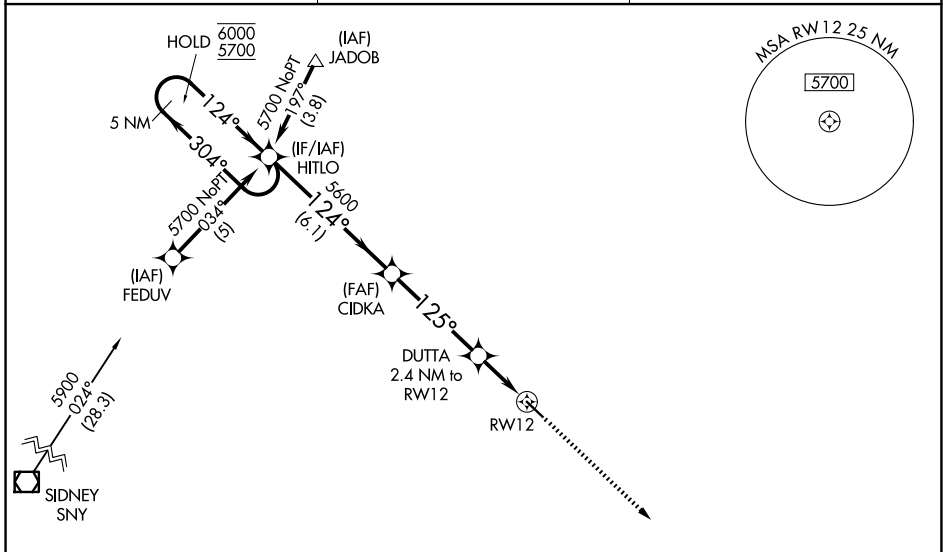 HOLD 6000
5700
(IAF)
JADOB
5700 NoPT
197°
(3.8)
MSA RW12 25 NM
5700
5 NM
124°
304°
(IF/IAF)
HITLO
5700 NoPT
034°
(5)
5600
124°
(6.1)
(IAF)
FEDUV
(FAF)
CIDKA
125°
DUTTA
2.4 NM to
RW12
RW12
5900
024°
(28.3)
SIDNEY
SNY